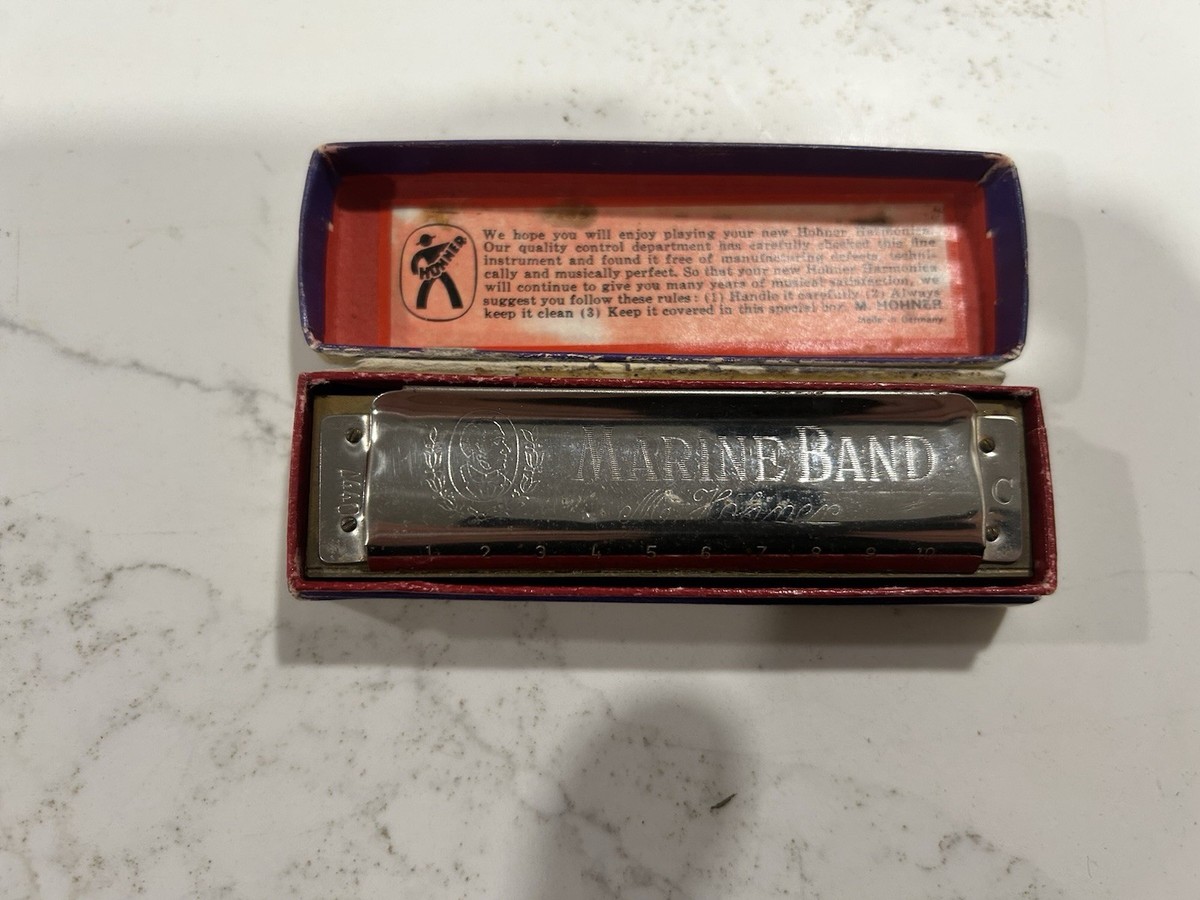 HOHNER
We hope you will enjoy playing your new Hohner Harmonica.
Our quality control department has carefully checked this fine
instrument and found it free of manufacturing defects, techni-
cally and musically perfect. So that your new Hohner Harmonica
will continue to give you many years of musical satisfaction, we
suggest you follow these rules: (1) Handle it carefully (2) Always
keep it clean (3) Keep it covered in this special box. M. HOHNER
Made in Germany
MARINE BAND
M. Hohner
C
1 2 3 4 5 6 7 8 9 10